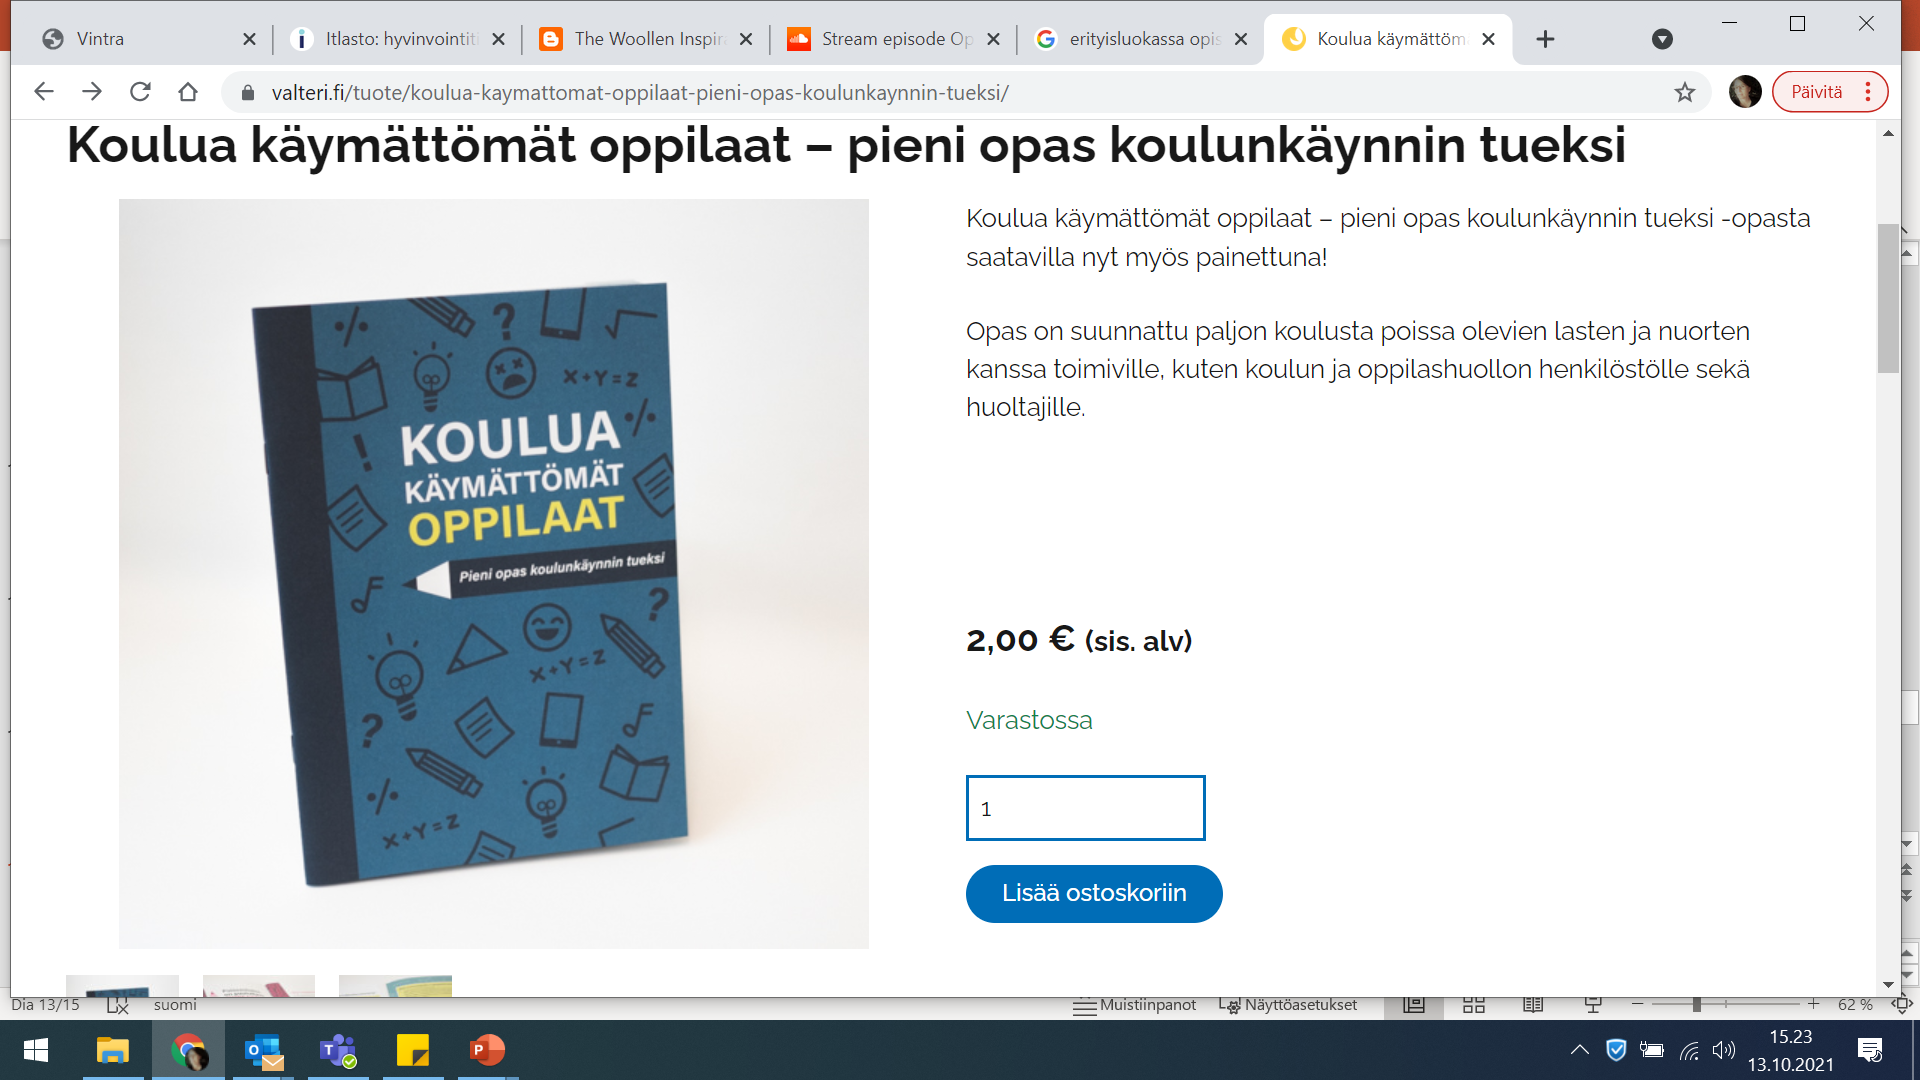 Vintra
Itlasto: hyvinvointit
The Woollen Inspira
Stream episode Op
erityisluokassa opis
Koulua käymättöm
valteri.fi/tuote/koulua-kaymattomat-oppilaat-pieni-opas-koulunkaynnin-tueksi/
Päivitä
Koulua käymättömät oppilaat – pieni opas koulunkäynnin tueksi
KOULUA
KÄYMÄTTÖMÄT
OPPILAAT
Pieni opas koulunkäynnin tueksi
X+Y=Z
X+Y=Z
X+Y=Z
Koulua käymättömät oppilaat – pieni opas koulunkäynnin tueksi -opasta
saatavilla nyt myös painettuna!
Opas on suunnattu paljon koulusta poissa olevien lasten ja nuorten
kanssa toimiville, kuten koulun ja oppilashuollon henkilöstölle sekä
huoltajille.
2,00 € (sis. alv)
Varastossa
1
Lisää ostoskoriin
Dia 13/15 suomi Muistiinpanot Näyttöasetukset 62 %
15.23
13.10.2021